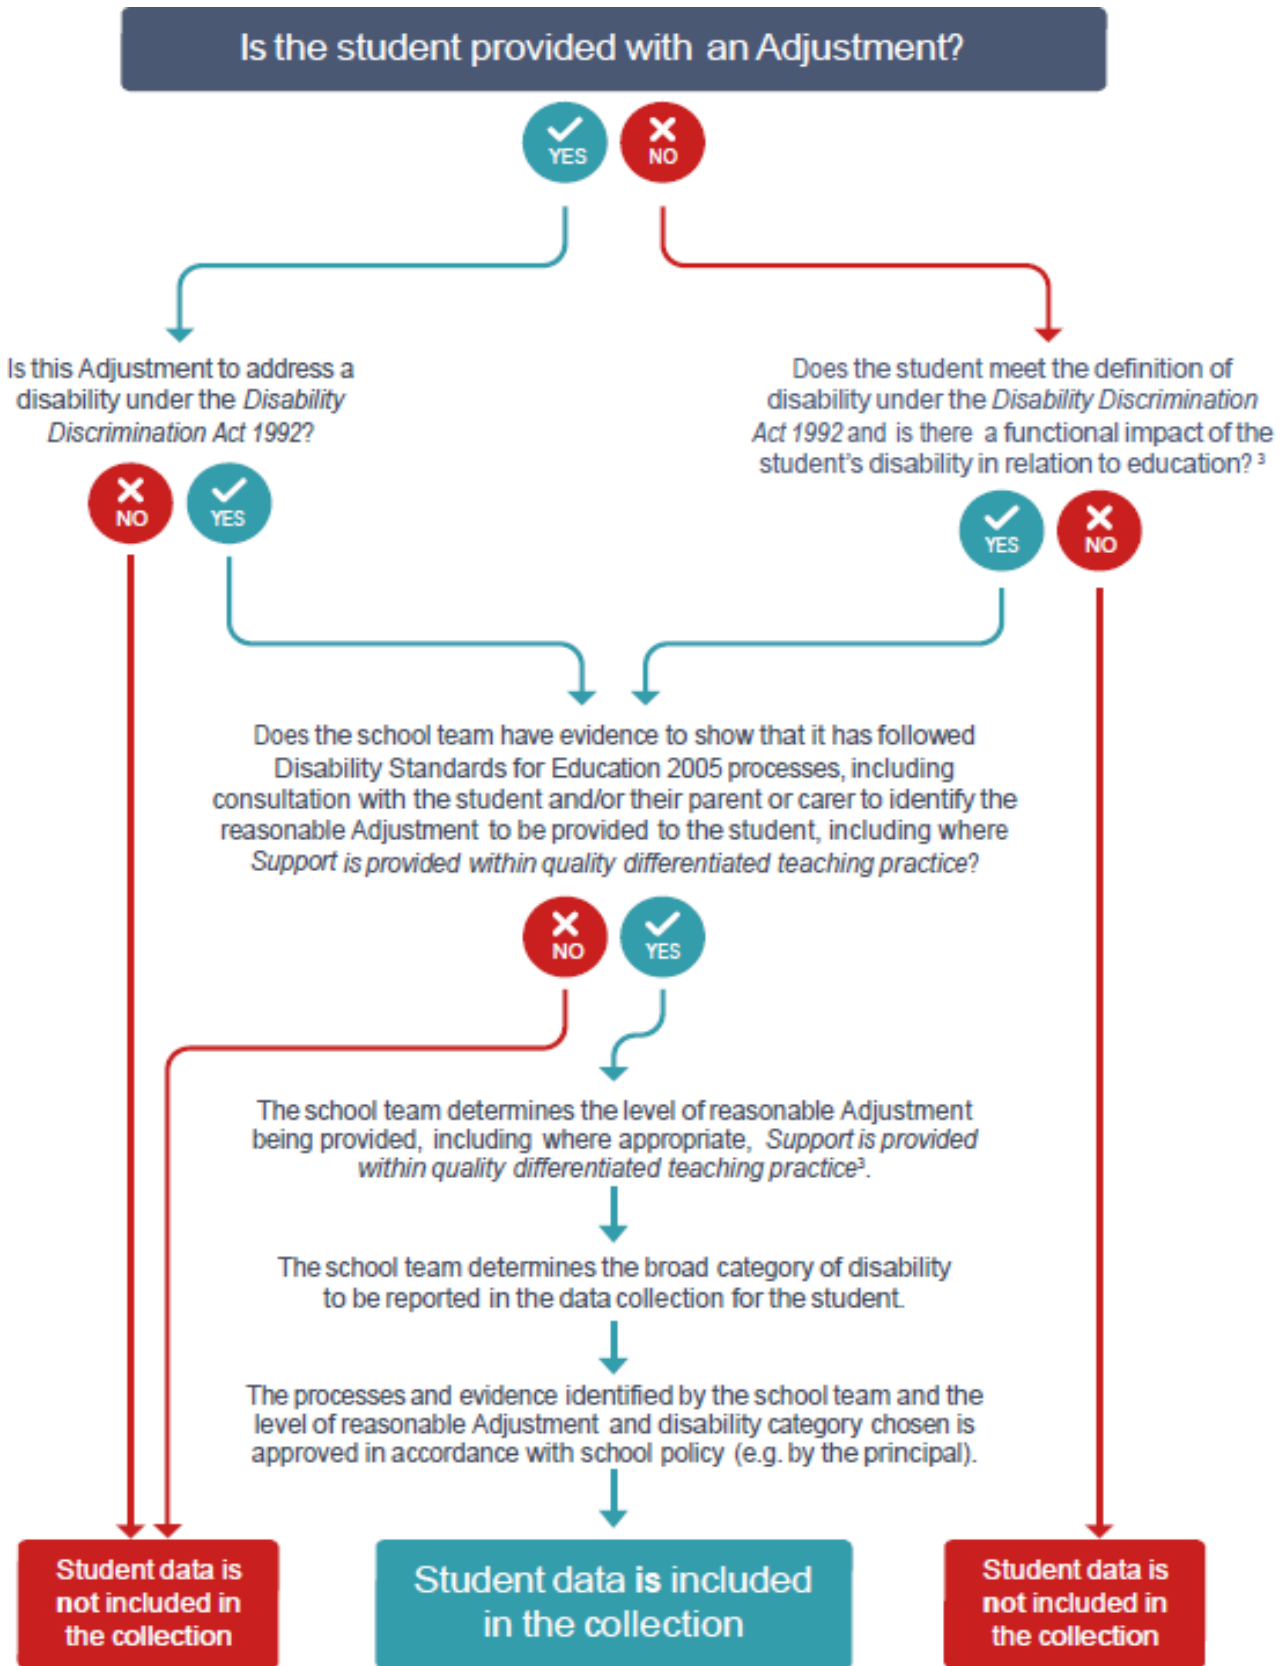 Is the student provided with an Adjustment?
YES
NO
Is this Adjustment to address a
disability under the Disability
Discrimination Act 1992?
NO
YES
Does the student meet the definition of
disability under the Disability Discrimination
Act 1992 and is there a functional impact of the
student's disability in relation to education? ³
YES
NO
Does the school team have evidence to show that it has followed
Disability Standards for Education 2005 processes, including
consultation with the student and/or their parent or carer to identify the
reasonable Adjustment to be provided to the student, including where
Support is provided within quality differentiated teaching practice?
NO
YES
The school team determines the level of reasonable Adjustment
being provided, including where appropriate, Support is provided
within quality differentiated teaching practice³.
The school team determines the broad category of disability
to be reported in the data collection for the student.
The processes and evidence identified by the school team and the
level of reasonable Adjustment and disability category chosen is
approved in accordance with school policy (e.g. by the principal).
Student data is
not included in
the collection
Student data is included
in the collection
Student data is
not included in
the collection